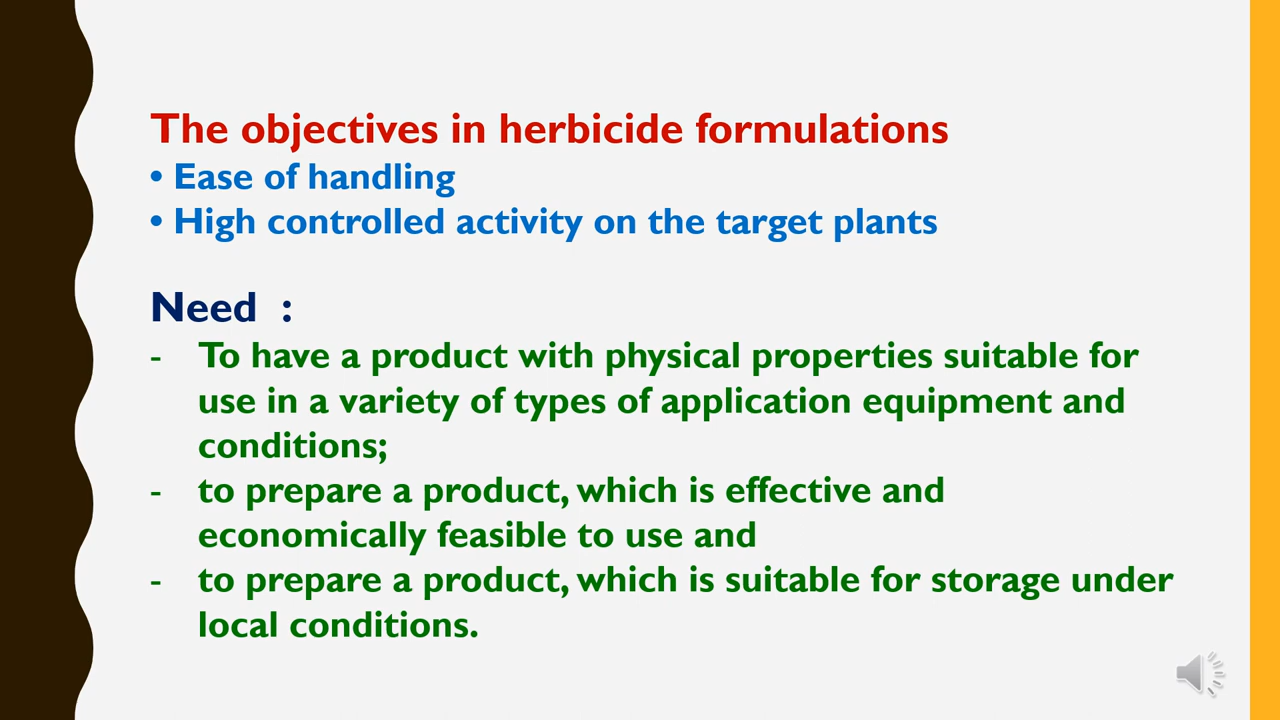 The objectives in herbicide formulations
• Ease of handling
• High controlled activity on the target plants
Need :
- To have a product with physical properties suitable for
use in a variety of types of application equipment and
conditions;
- to prepare a product, which is effective and
economically feasible to use and
- to prepare a product, which is suitable for storage under
local conditions.